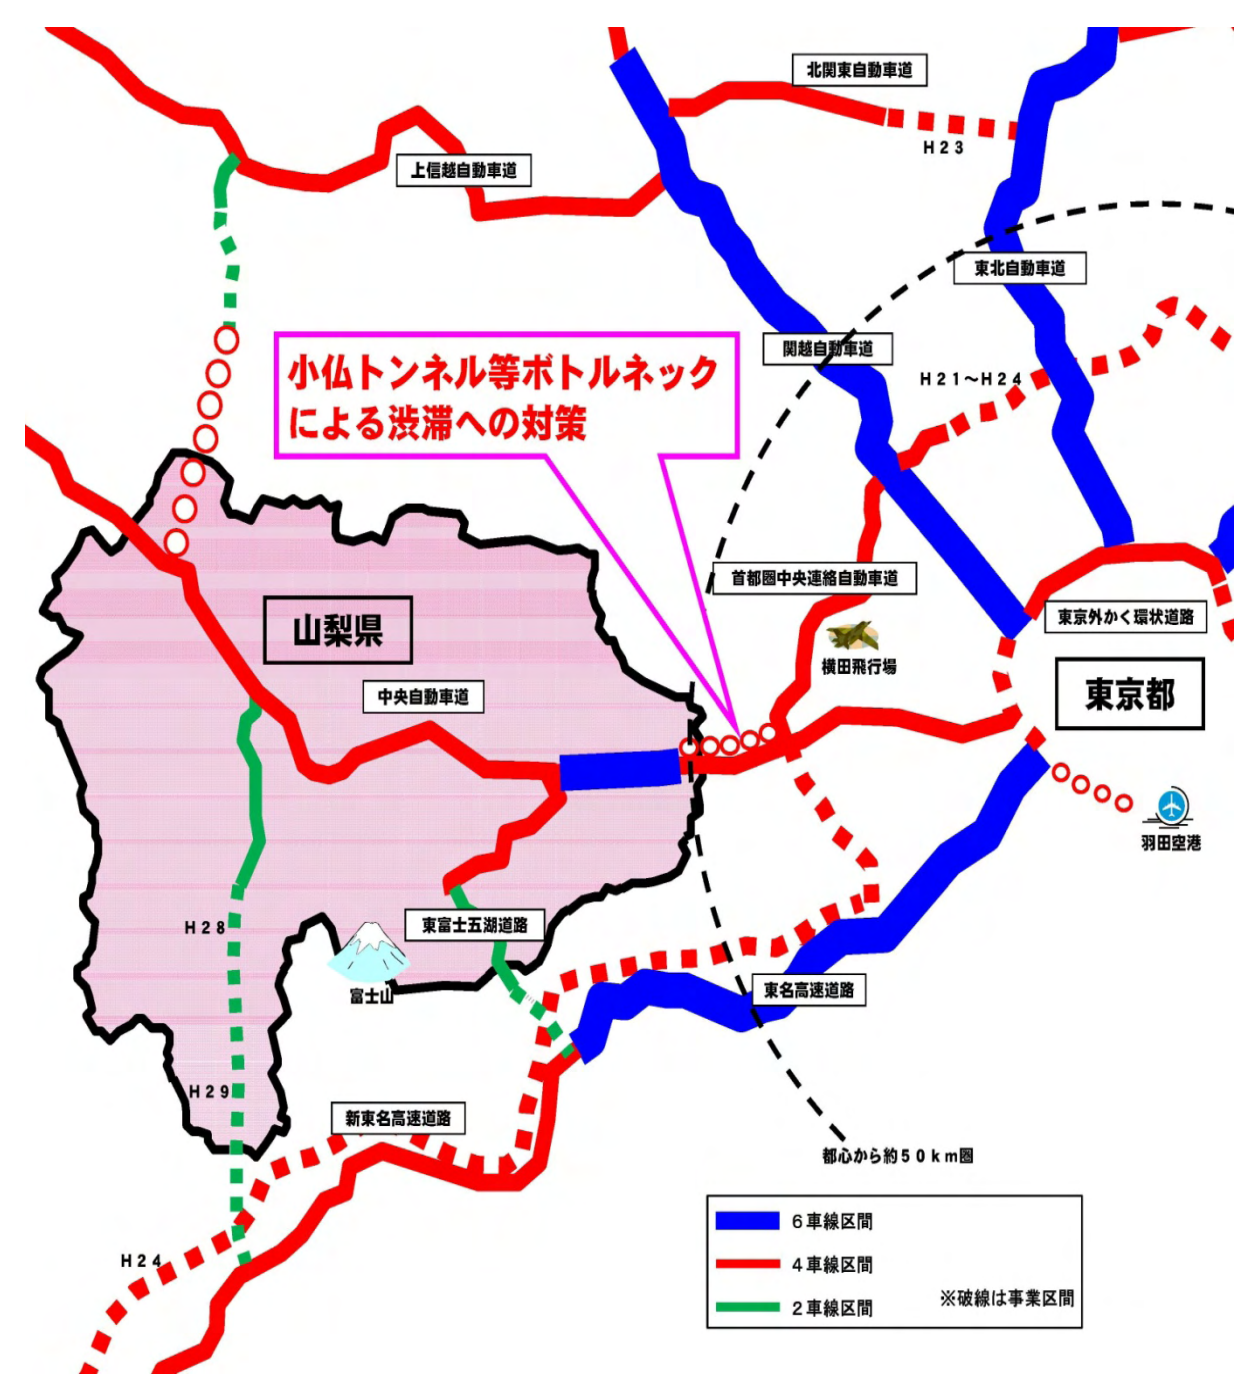 北関東自動車道
H23
上信越自動車道
東北自動車道
関越自動車道
小仏トンネル等ボトルネック
による渋滞への対策
H21～H24
首都圏中央連絡自動車道
東京外かく環状道路
山梨県
横田飛行場
東京都
中央自動車道
羽田空港
H28
東富士五湖道路
富士山
東名高速道路
H29
新東名高速道路
都心から約50km圏
H24
6車線区間
4車線区間
2車線区間
※破線は事業区間